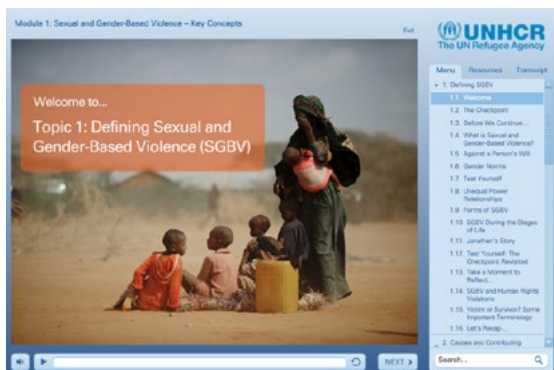 Module 1: Sexual and Gender-Based Violence – Key Concepts
Exit
UNHCR
The UN Refugee Agency
Welcome to...
Topic 1: Defining Sexual and
Gender-Based Violence (SGBV)
Menu Resources Transcript
1. Defining SGBV
1.1. Welcome
1.2. The Checkpoint
1.3. Before We Continue...
1.4. What is Sexual and
Gender-Based Violence?
1.5. Against a Person's Will
1.6. Gender Norms
1.7. Test Yourself
1.8. Unequal Power
Relationships
1.9. Forms of SGBV
1.10. SGBV During the Stages
of Life
1.11. Jonathan's Story
1.12. Test Yourself: The
Checkpoint Revisited
1.13. Take a Moment to
Reflect...
1.14. SGBV and Human Rights
Violations
1.15. Victim or Survivor? Some
Important Terminology
1.16. Let's Recap...
2. Causes and Contributing
NEXT >
Search...